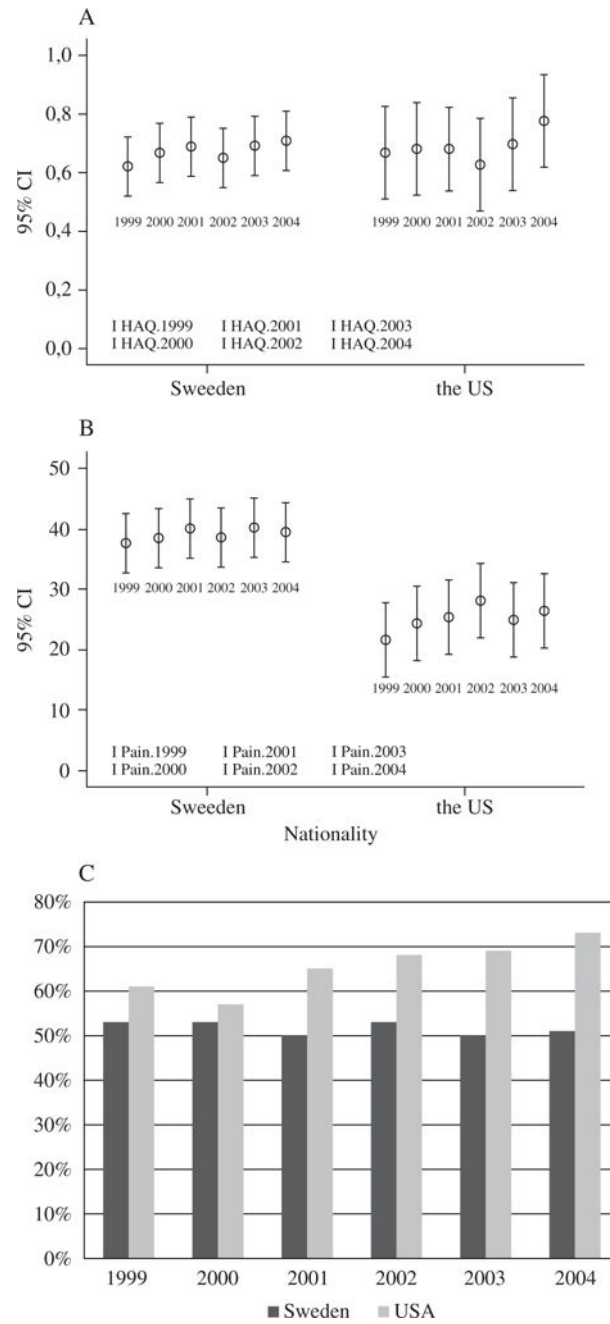 A
1,0
0,8
0,6
0,4
0,2
0,0
95% CI
1999 2000 2001 2002 2003 2004
1999 2000 2001 2002 2003 2004
I HAQ.1999 I HAQ.2001 I HAQ.2003
I HAQ.2000 I HAQ.2002 I HAQ.2004
Sweeden the US
B
50
40
30
20
10
0
95% CI
1999 2000 2001 2002 2003 2004
1999 2000 2001 2002 2003 2004
I Pain.1999 I Pain.2001 I Pain.2003
I Pain.2000 I Pain.2002 I Pain.2004
Sweeden the US
Nationality
C
80%
70%
60%
50%
40%
30%
20%
10%
0%
1999 2000 2001 2002 2003 2004
Sweden USA